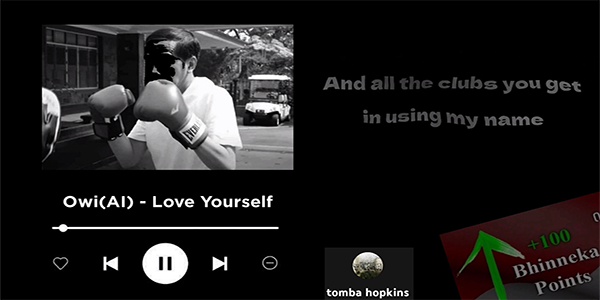 And all the clubs you get
in using my name
EVERLAST
Owi(AI) - Love Yourself
tomba hopkins
+100
Bhinneka
Points